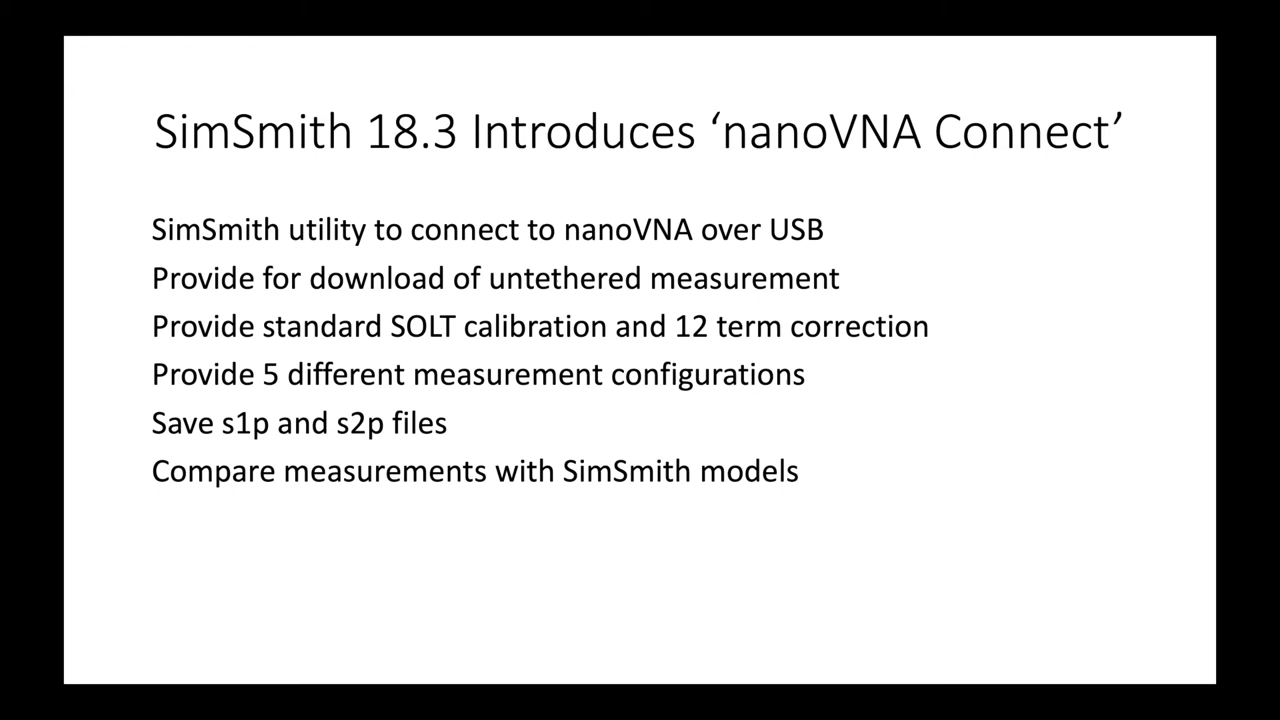 SimSmith 18.3 Introduces ‘nanoVNA Connect’
SimSmith utility to connect to nanoVNA over USB
Provide for download of untethered measurement
Provide standard SOLT calibration and 12 term correction
Provide 5 different measurement configurations
Save s1p and s2p files
Compare measurements with SimSmith models